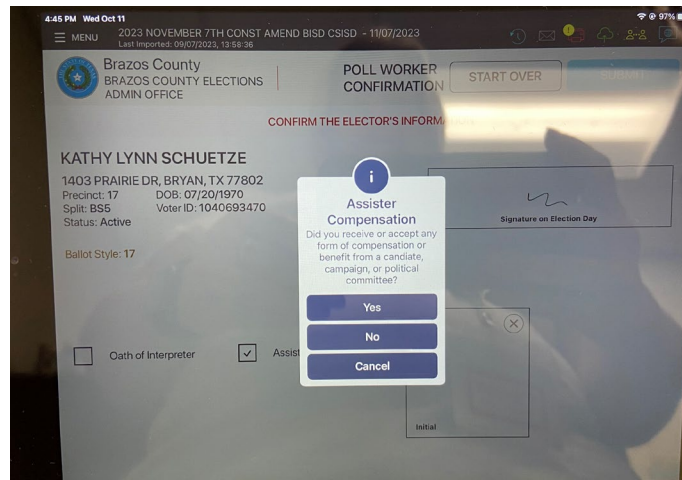 4:45 PM Wed Oct 11
97%
MENU
2023 NOVEMBER 7TH CONST AMEND BISD CSISD - 11/07/2023
Last Imported: 09/07/2023, 13:58:36
Brazos County
BRAZOS COUNTY ELECTIONS
ADMIN OFFICE
POLL WORKER
CONFIRMATION
START OVER
SUBMIT
CONFIRM THE ELECTOR'S INFORM
KATHY LYNN SCHUETZE
1403 PRAIRIE DR, BRYAN, TX 77802
Precinct: 17 DOB: 07/20/1970
Split: BS5 Voter ID: 1040693470
Status: Active
Ballot Style: 17
i
Assister
Compensation
Did you receive or accept any
form of compensation or
benefit from a candiate,
campaign, or political
committee?
Yes
No
Cancel
Signature on Election Day
Oath of Interpreter
Assist
Initial